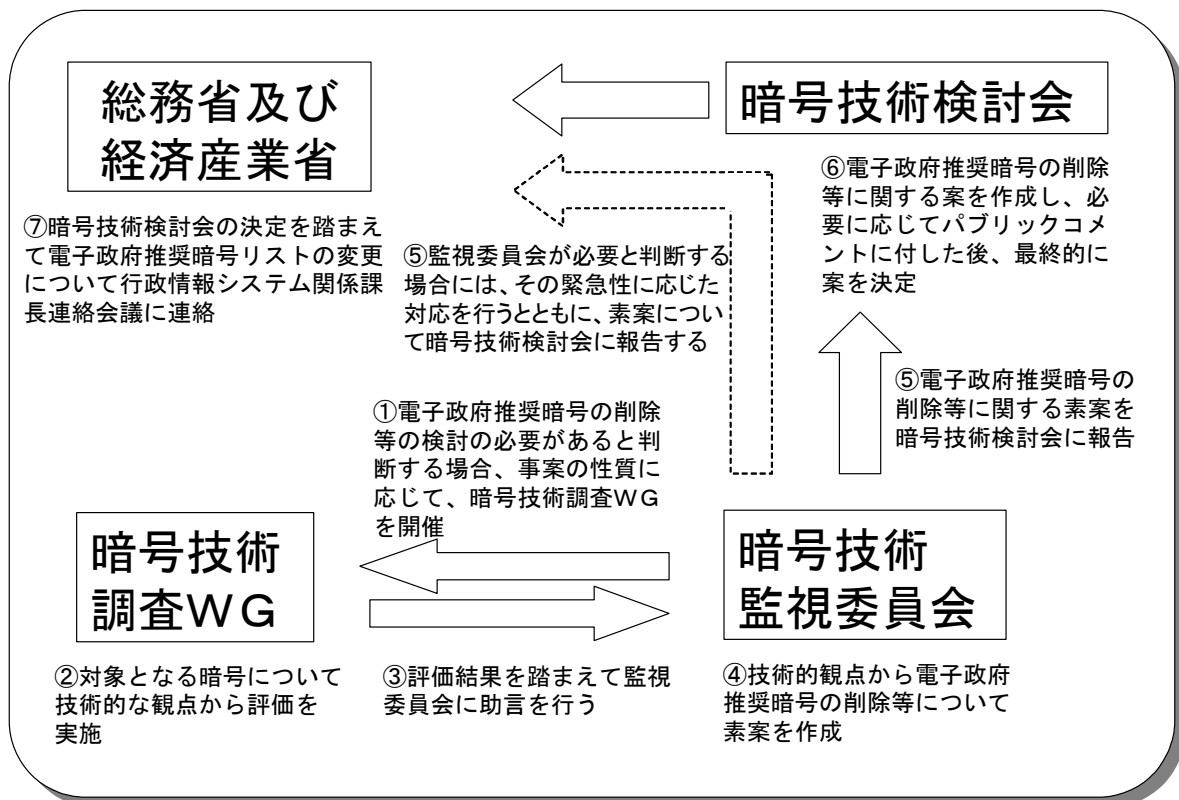 総務省及び
経済産業省
暗号技術検討会
⑦暗号技術検討会の決定を踏まえ
て電子政府推奨暗号リストの変更
について行政情報システム関係課
長連絡会議に連絡
⑤監視委員会が必要と判断する
場合には、その緊急性に応じた
対応を行うとともに、素案につい
て暗号技術検討会に報告する
⑥電子政府推奨暗号の削除
等に関する案を作成し、必
要に応じてパブリックコメ
ントに付した後、最終的に
案を決定
⑤電子政府推奨暗号の
削除等に関する素案を
暗号技術検討会に報告
①電子政府推奨暗号の削除
等の検討の必要があると判
断する場合、事案の性質に
応じて、暗号技術調査ＷＧ
を開催
暗号技術
調査ＷＧ
暗号技術
監視委員会
②対象となる暗号について
技術的な観点から評価を
実施
③評価結果を踏まえて監視
委員会に助言を行う
④技術的観点から電子政府
推奨暗号の削除等について
素案を作成